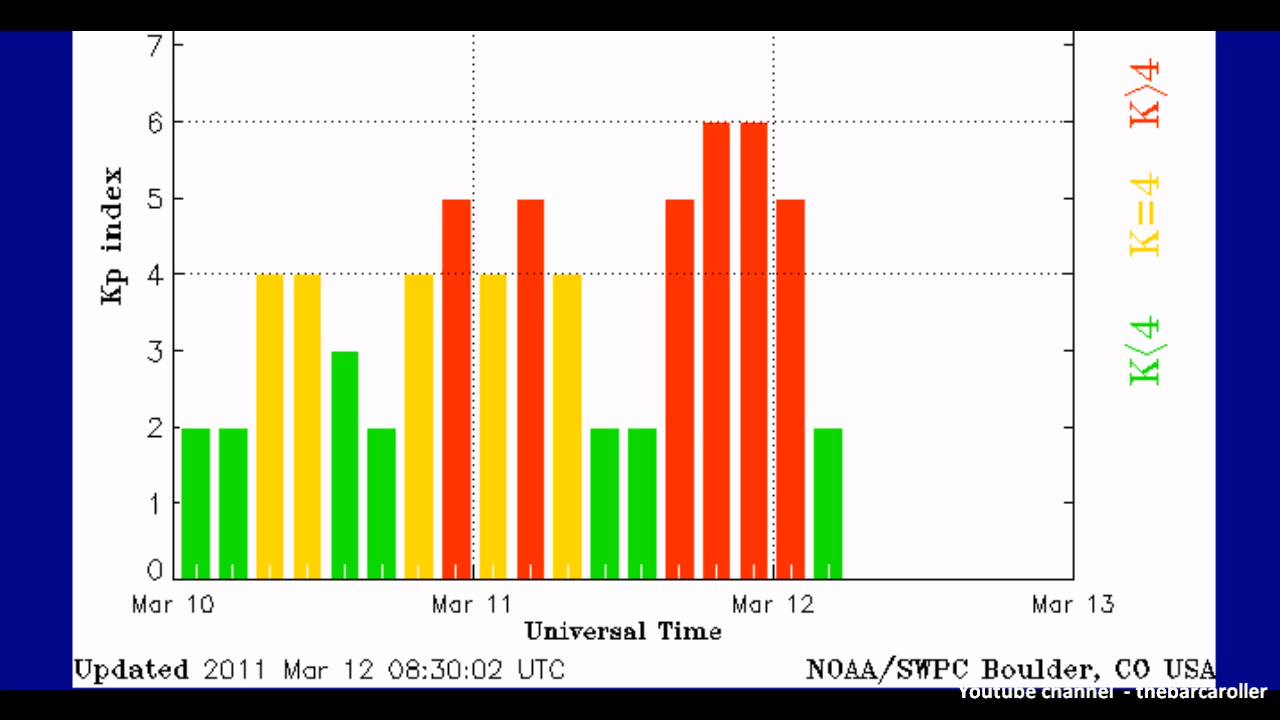 7
6
5
4
3
2
1
0
Kp index
K>4
K=4
K<4
Mar 10 Mar 11 Mar 12 Mar 13
Universal Time
Updated 2011 Mar 12 08:30:02 UTC NOAA/SWPC Boulder, CO USA
Youtube channel - thebarcaroller